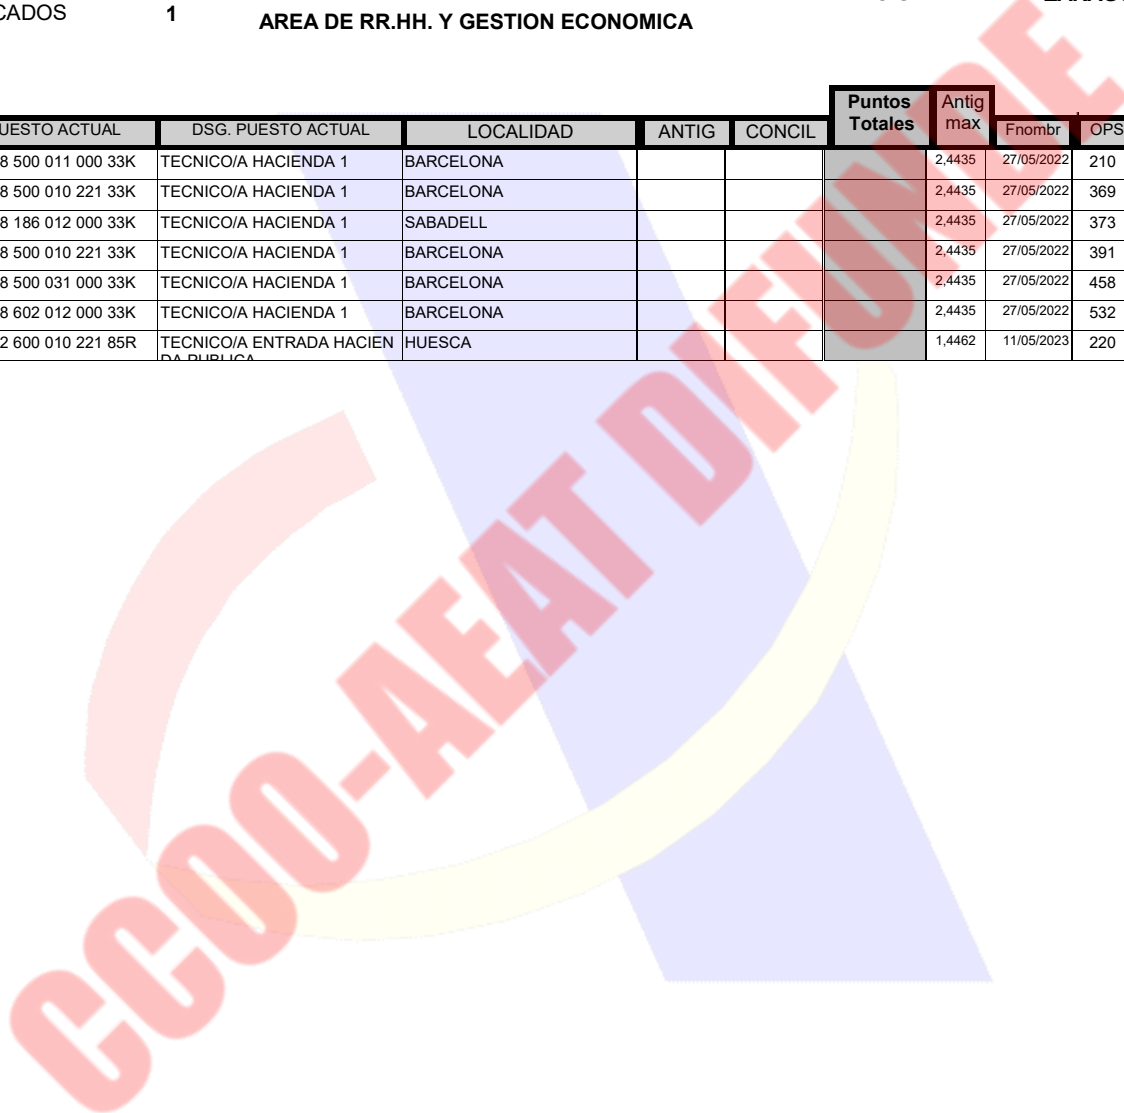 CADOS 1 AREA DE RR.HH. Y GESTION ECONOMICA
UESTO ACTUAL DSG. PUESTO ACTUAL LOCALIDAD ANTIG CONCIL Puntos Totales Antig max Fnombr OPS
8 500 011 000 33K TECNICO/A HACIENDA 1 BARCELONA 2,4435 27/05/2022 210
8 500 010 221 33K TECNICO/A HACIENDA 1 BARCELONA 2,4435 27/05/2022 369
8 186 012 000 33K TECNICO/A HACIENDA 1 SABADELL 2,4435 27/05/2022 373
8 500 010 221 33K TECNICO/A HACIENDA 1 BARCELONA 2,4435 27/05/2022 391
8 500 031 000 33K TECNICO/A HACIENDA 1 BARCELONA 2,4435 27/05/2022 458
8 602 012 000 33K TECNICO/A HACIENDA 1 BARCELONA 2,4435 27/05/2022 532
2 600 010 221 85R TECNICO/A ENTRADA HACIEN HUESCA 1,4462 11/05/2023 220
DA PUBLICA
CCOO-AEAT DIFUNDE